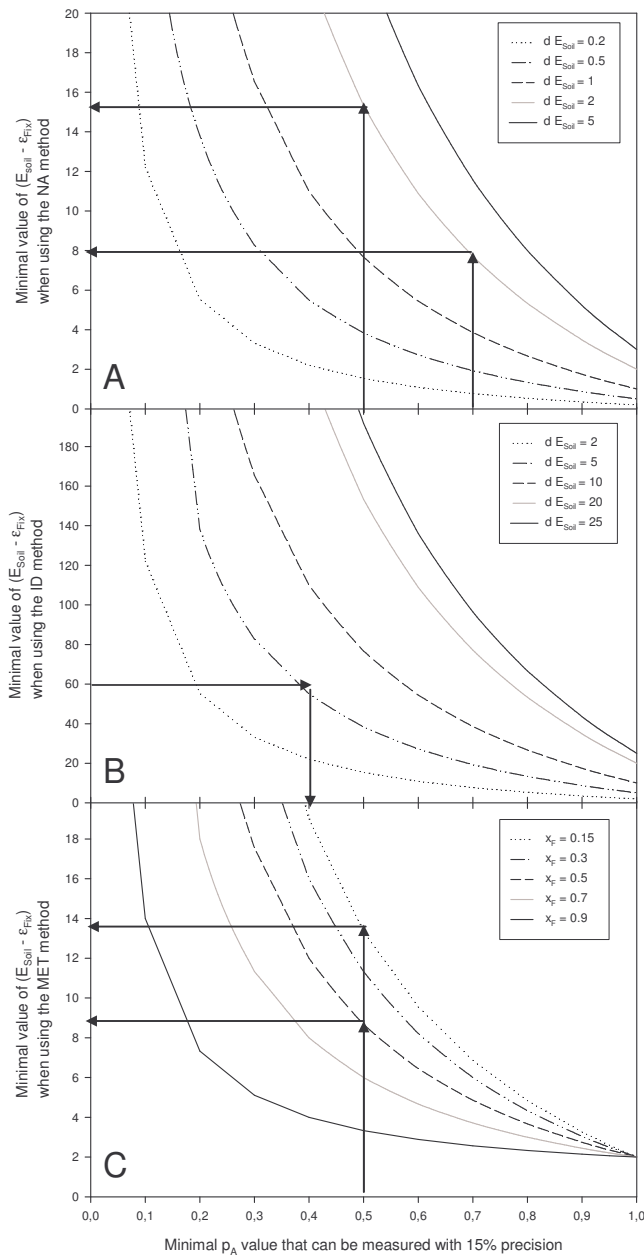 20
18
16
14
12
10
8
6
4
2
0
Minimal value of (E_soil - ε_Fix)
when using the NA method
d E_Soil = 0.2
d E_Soil = 0.5
d E_Soil = 1
d E_Soil = 2
d E_Soil = 5
A
180
160
140
120
100
80
60
40
20
0
Minimal value of (E_Soil - ε_Fix)
when using the ID method
d E_Soil = 2
d E_Soil = 5
d E_Soil = 10
d E_Soil = 20
d E_Soil = 25
B
18
16
14
12
10
8
6
4
2
0
Minimal value of (E_Soil - ε_Fix)
when using the MET method
x_F = 0.15
x_F = 0.3
x_F = 0.5
x_F = 0.7
x_F = 0.9
C
0,0 0,1 0,2 0,3 0,4 0,5 0,6 0,7 0,8 0,9 1,0
Minimal p_A value that can be measured with 15% precision